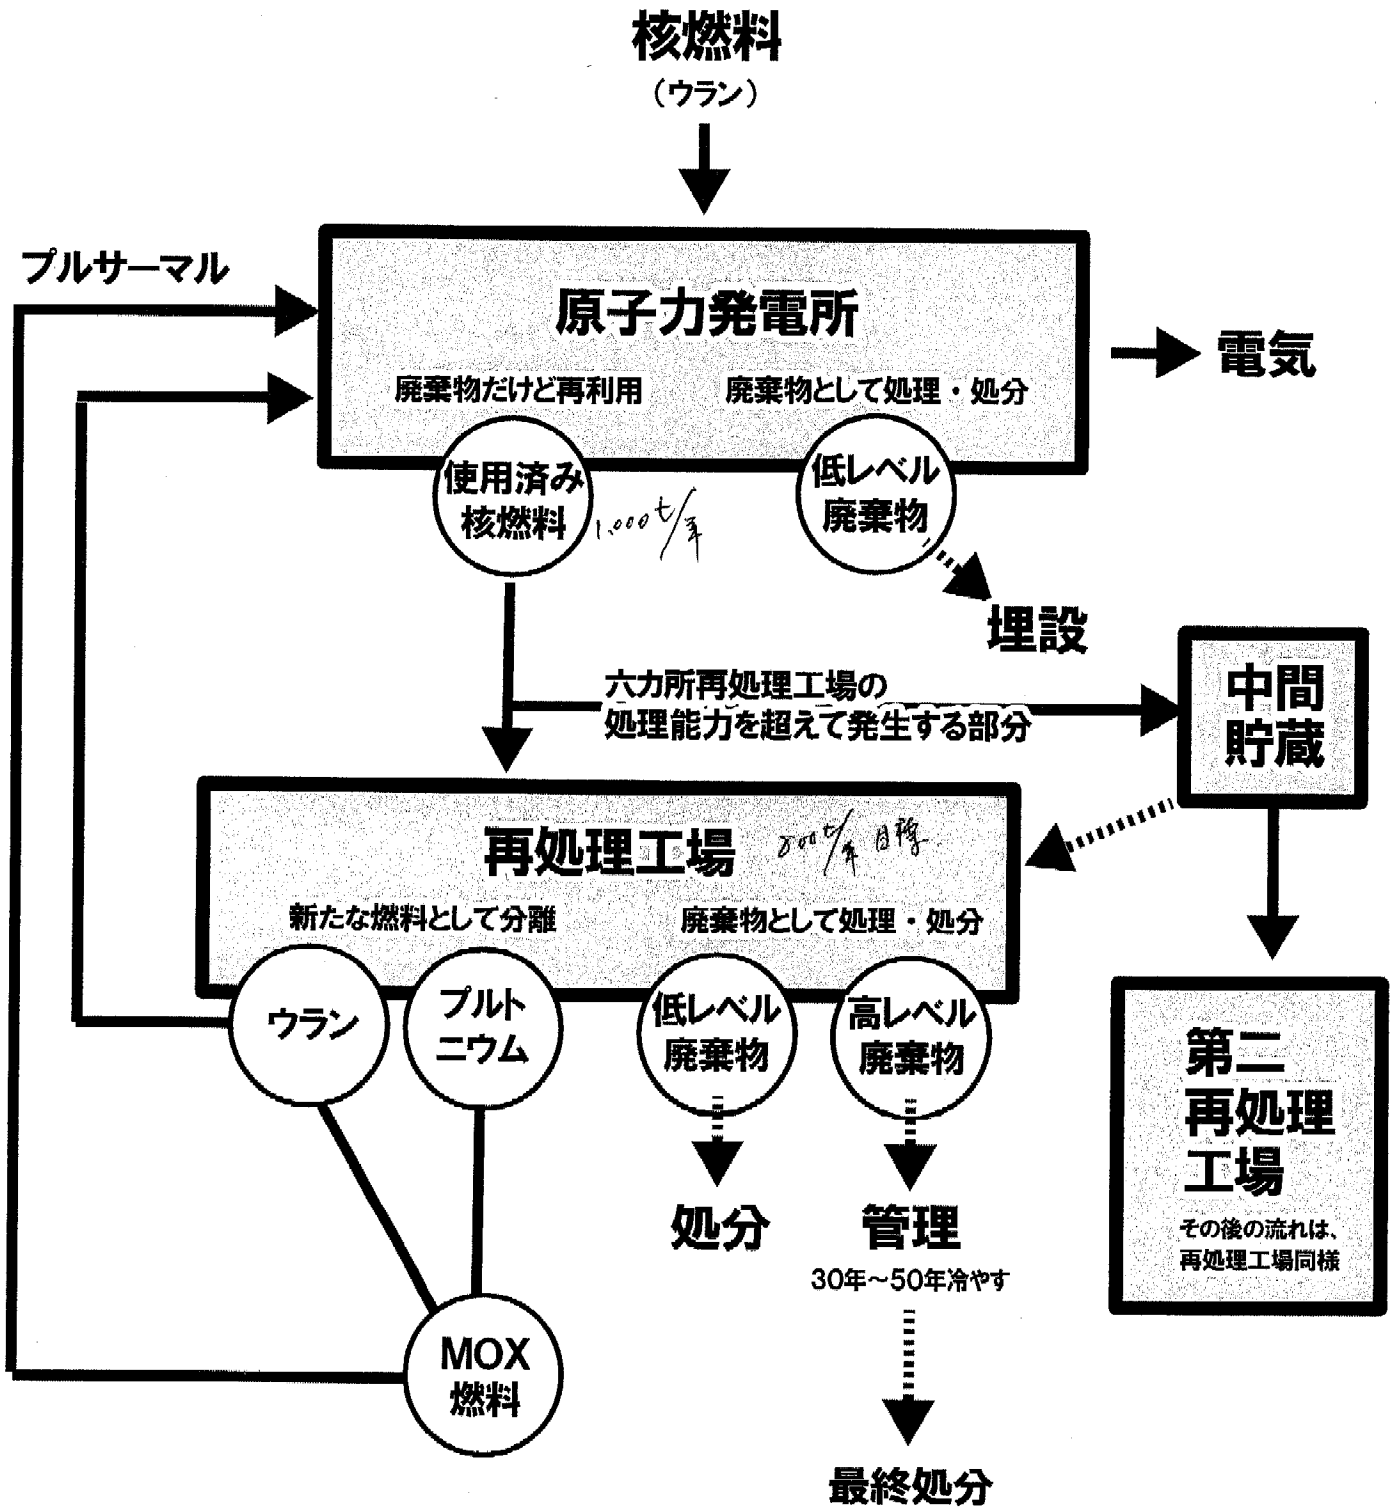 核燃料
(ウラン)
プルサーマル
原子力発電所
電気
廃棄物だけど再利用
廃棄物として処理・処分
使用済み
核燃料
1,000t/年
低レベル
廃棄物
埋設
六カ所再処理工場の
処理能力を超えて発生する部分
中間
貯蔵
再処理工場
800t/年 目標
新たな燃料として分離
廃棄物として処理・処分
ウラン
プルト
ニウム
低レベル
廃棄物
高レベル
廃棄物
第二
再処理
工場
その後の流れは、
再処理工場同様
処分
管理
30年〜50年冷やす
MOX
燃料
最終処分